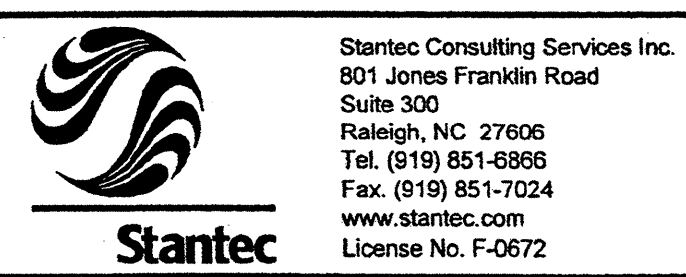 Stantec
Stantec Consulting Services Inc.
801 Jones Franklin Road
Suite 300
Raleigh, NC 27606
Tel. (919) 851-6866
Fax. (919) 851-7024
www.stantec.com
License No. F-0672